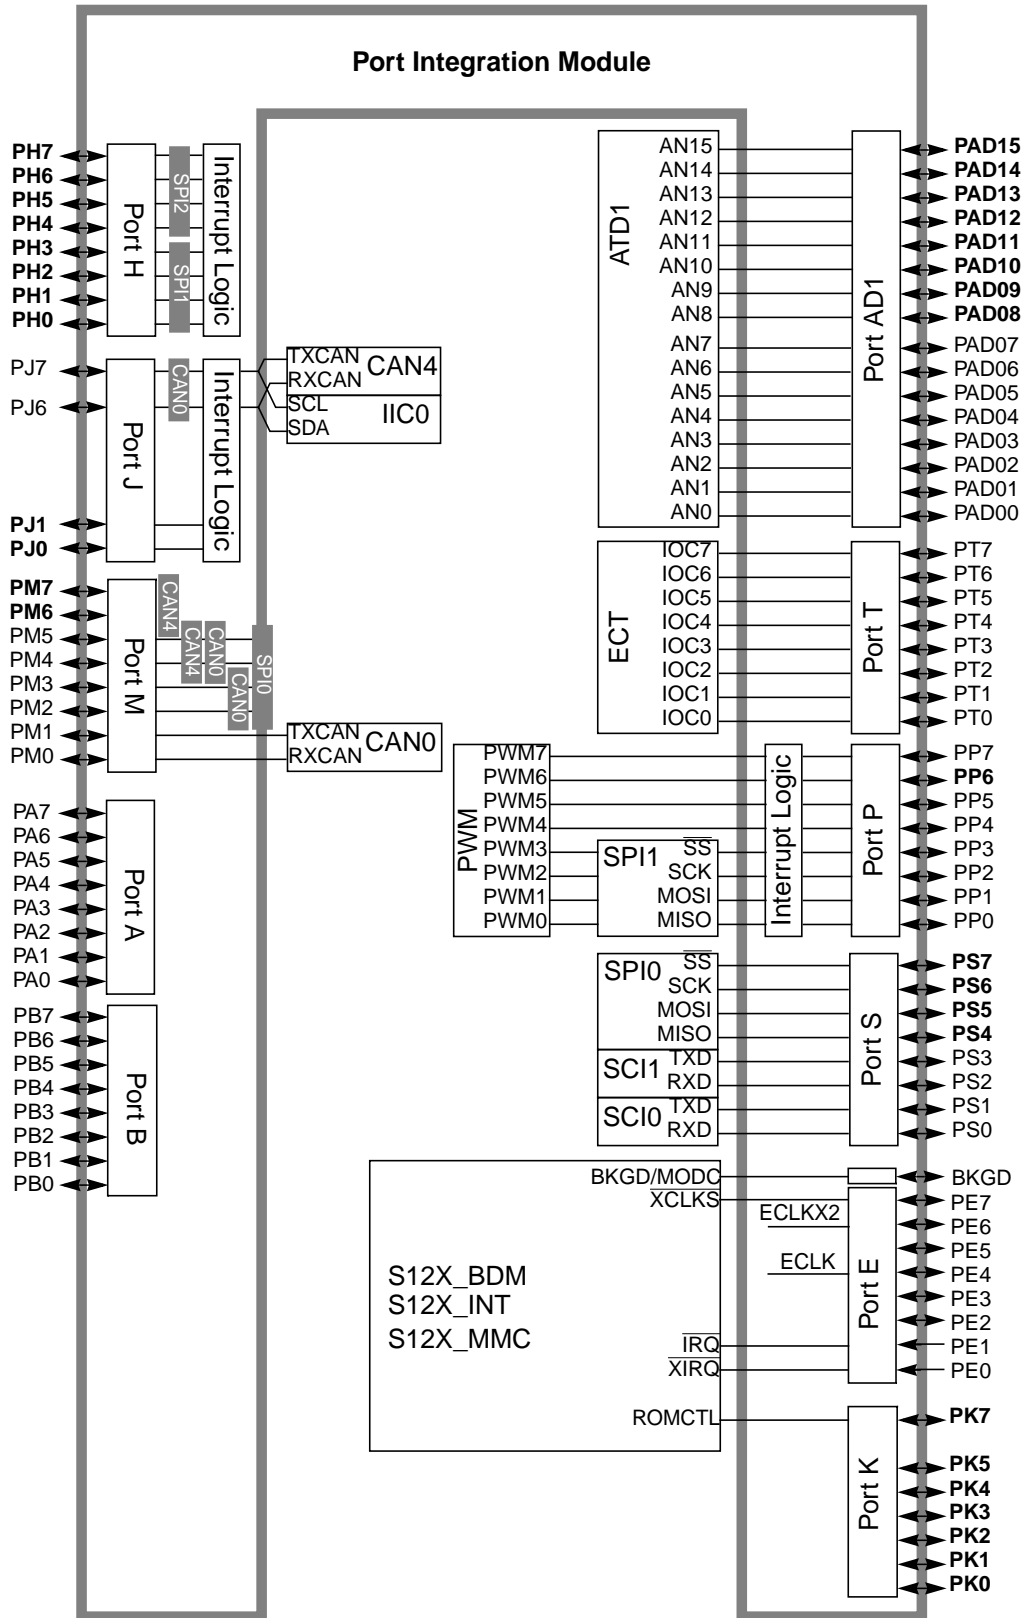 Port Integration Module
PH7
PH6
PH5
PH4
PH3
PH2
PH1
PH0
Port H
SPI2
SPI1
Interrupt Logic
PJ7
PJ6
PJ1
PJ0
Port J
CAN0
Interrupt Logic
TXCAN
RXCAN
CAN4
SCL
SDA
IIC0
PM7
PM6
PM5
PM4
PM3
PM2
PM1
PM0
Port M
CAN4
CAN4
CAN0
CAN0
SPI0
TXCAN
RXCAN
CAN0
PA7
PA6
PA5
PA4
PA3
PA2
PA1
PA0
Port A
PB7
PB6
PB5
PB4
PB3
PB2
PB1
PB0
Port B
ATD1
AN15
AN14
AN13
AN12
AN11
AN10
AN9
AN8
AN7
AN6
AN5
AN4
AN3
AN2
AN1
AN0
Port AD1
PAD15
PAD14
PAD13
PAD12
PAD11
PAD10
PAD09
PAD08
PAD07
PAD06
PAD05
PAD04
PAD03
PAD02
PAD01
PAD00
ECT
IOC7
IOC6
IOC5
IOC4
IOC3
IOC2
IOC1
IOC0
Port T
PT7
PT6
PT5
PT4
PT3
PT2
PT1
PT0
PWM
PWM7
PWM6
PWM5
PWM4
PWM3
PWM2
PWM1
PWM0
SPI1
SS
SCK
MOSI
MISO
Interrupt Logic
Port P
PP7
PP6
PP5
PP4
PP3
PP2
PP1
PP0
SPI0
SS
SCK
MOSI
MISO
SCI1
TXD
RXD
SCI0
TXD
RXD
Port S
PS7
PS6
PS5
PS4
PS3
PS2
PS1
PS0
S12X_BDM
S12X_INT
S12X_MMC
BKGD/MODC
XCLKS
IRQ
XIRQ
ROMCTL
ECLKX2
ECLK
Port E
BKGD
PE7
PE6
PE5
PE4
PE3
PE2
PE1
PE0
Port K
PK7
PK5
PK4
PK3
PK2
PK1
PK0